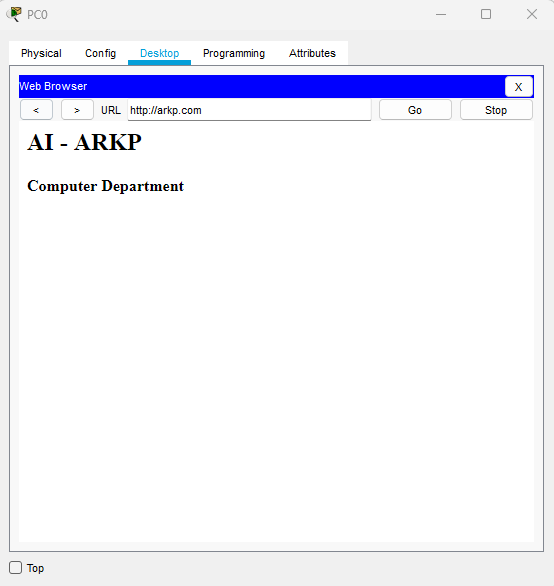 PC0
Physical Config Desktop Programming Attributes
Web Browser X
< > URL http://arkp.com Go Stop
AI - ARKP
Computer Department
Top